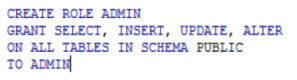 CREATE ROLE ADMIN
GRANT SELECT, INSERT, UPDATE, ALTER
ON ALL TABLES IN SCHEMA PUBLIC
TO ADMIN